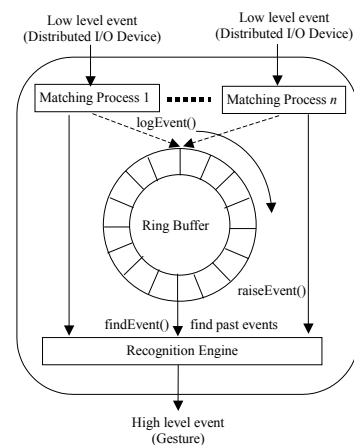 Low level event
(Distributed I/O Device)
Low level event
(Distributed I/O Device)
Matching Process 1
Matching Process n
logEvent()
Ring Buffer
raiseEvent()
findEvent()
find past events
Recognition Engine
High level event
(Gesture)